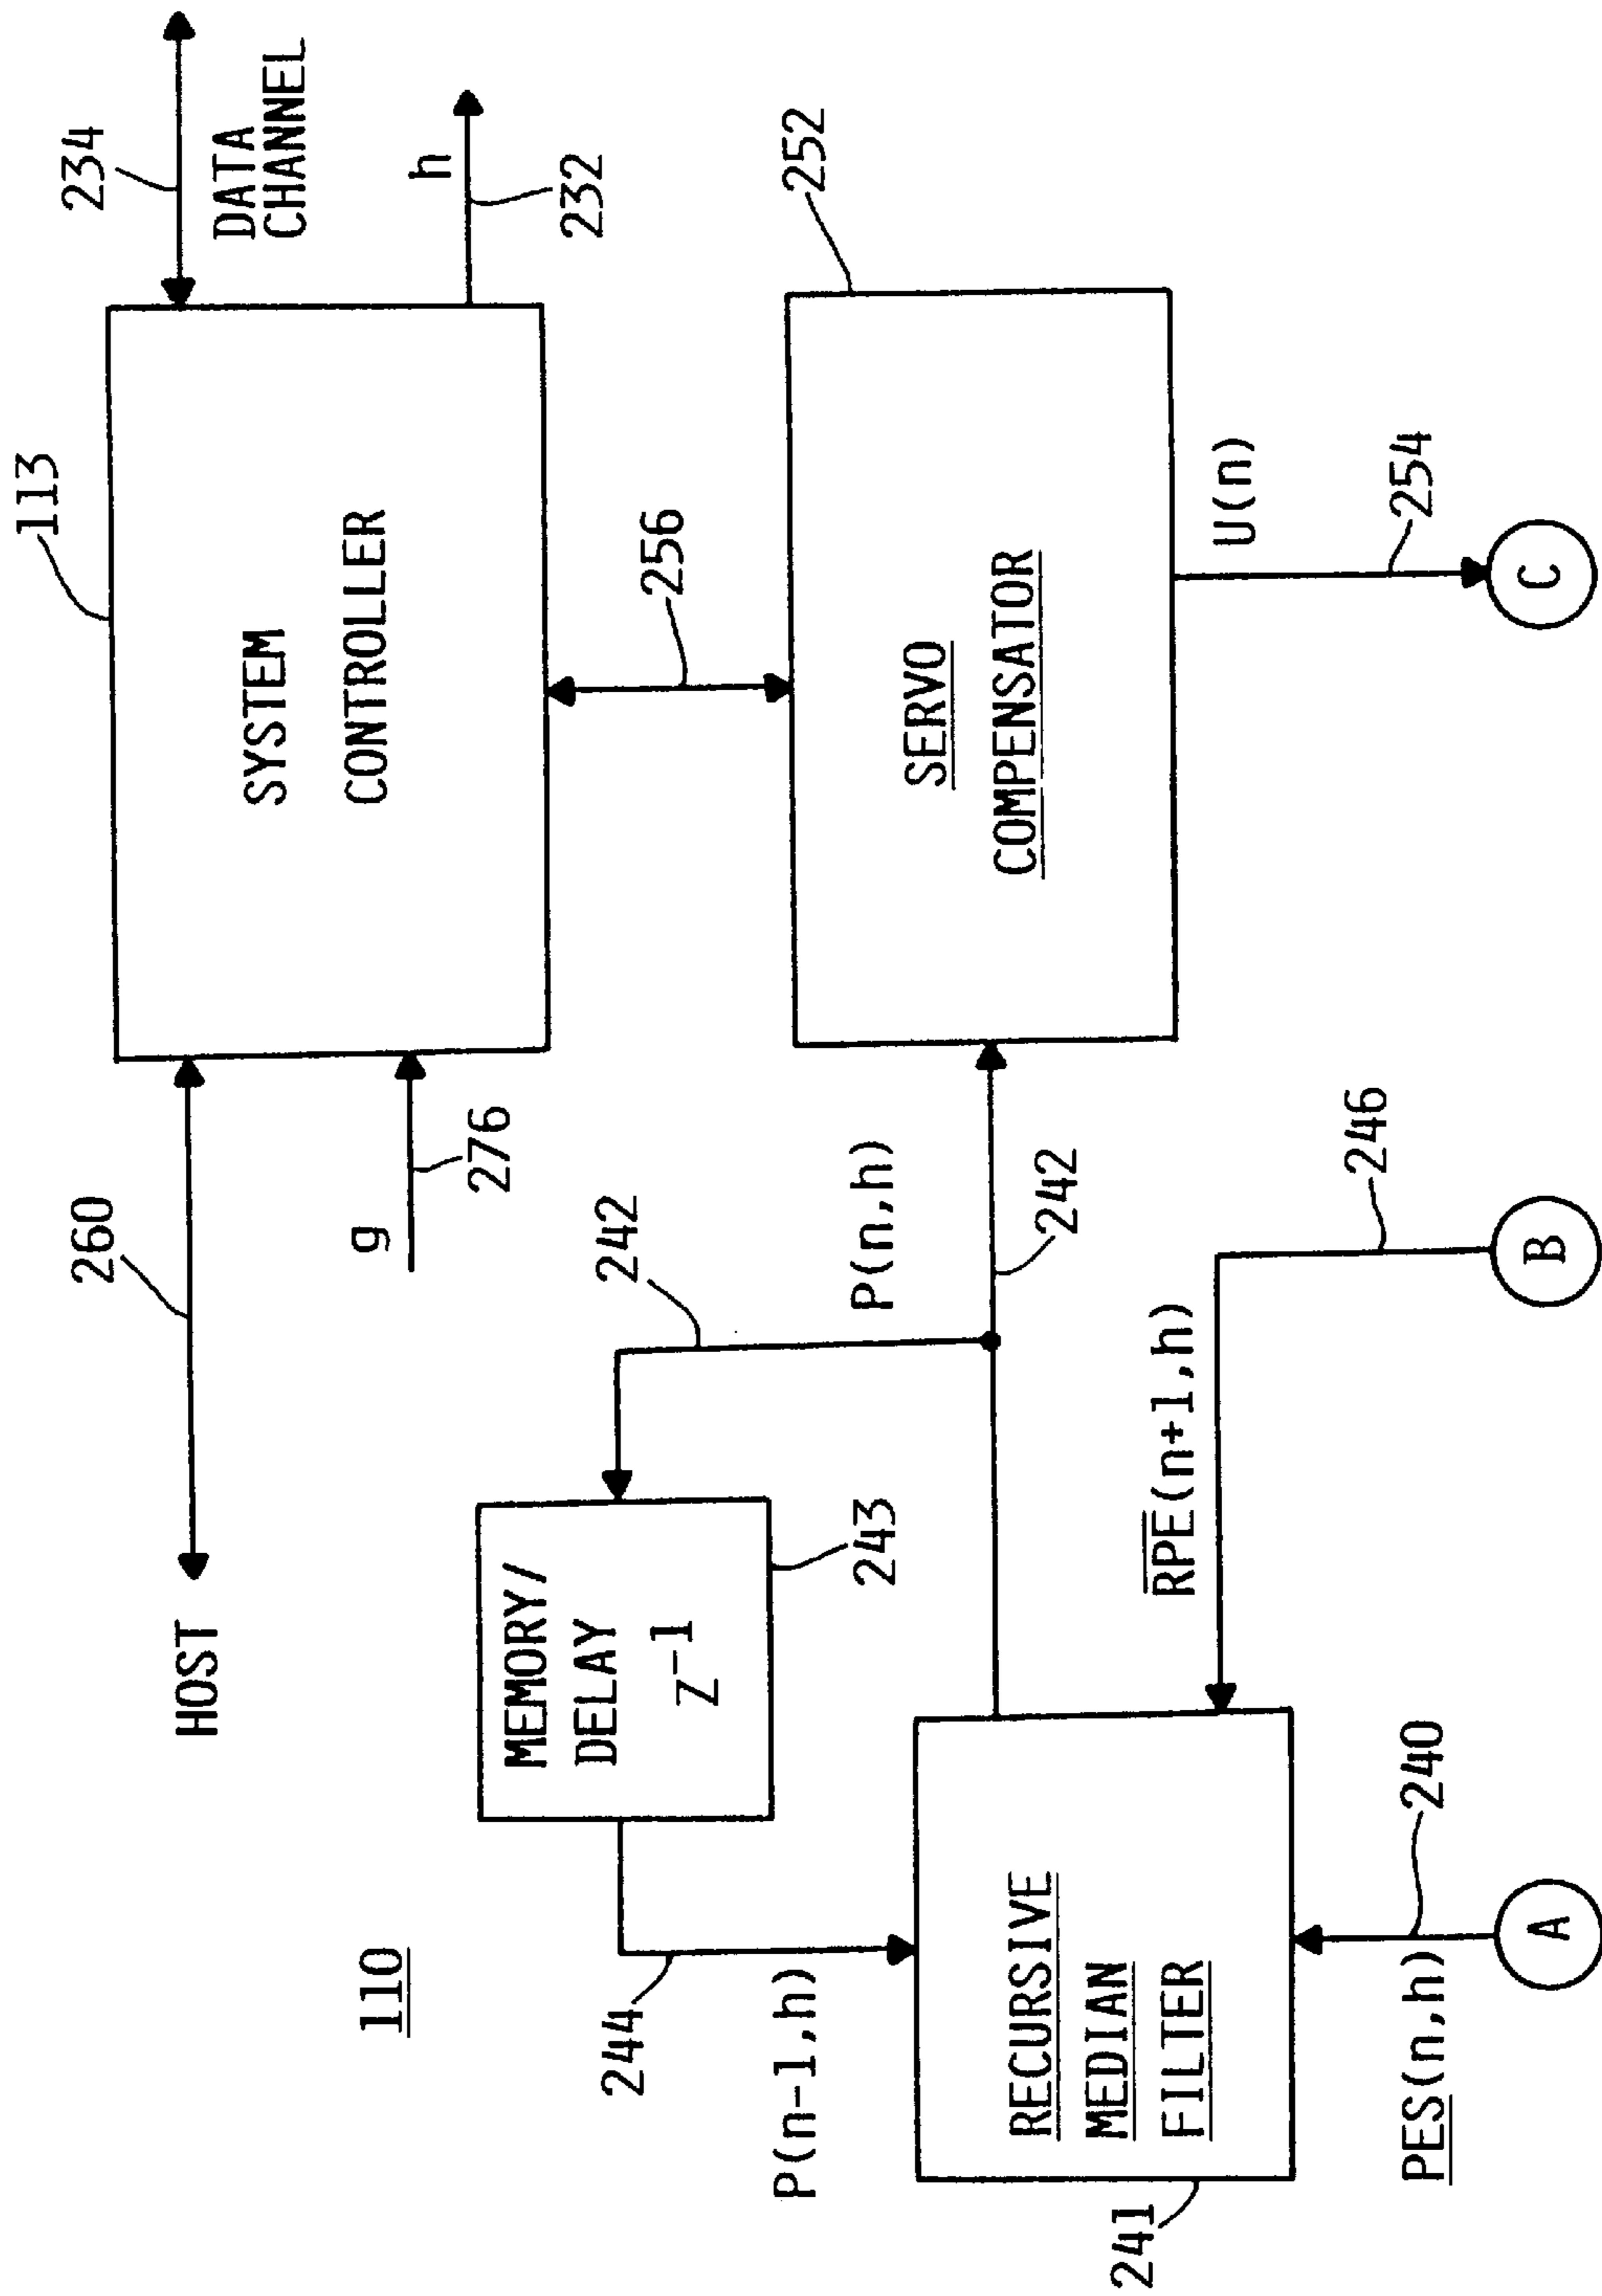 110
HOST
260
g
276
113
SYSTEM
CONTROLLER
234
DATA
CHANNEL
h
232
244
P(n-1,h)
MEMORY/
DELAY
Z⁻¹
243
242
P(n,h)
242
256
SERVO
COMPENSATOR
252
U(n)
254
C
241
RECURSIVE
MEDIAN
FILTER
R̅P̅E̅(n+1,h)
246
B
PES(n,h)
240
A